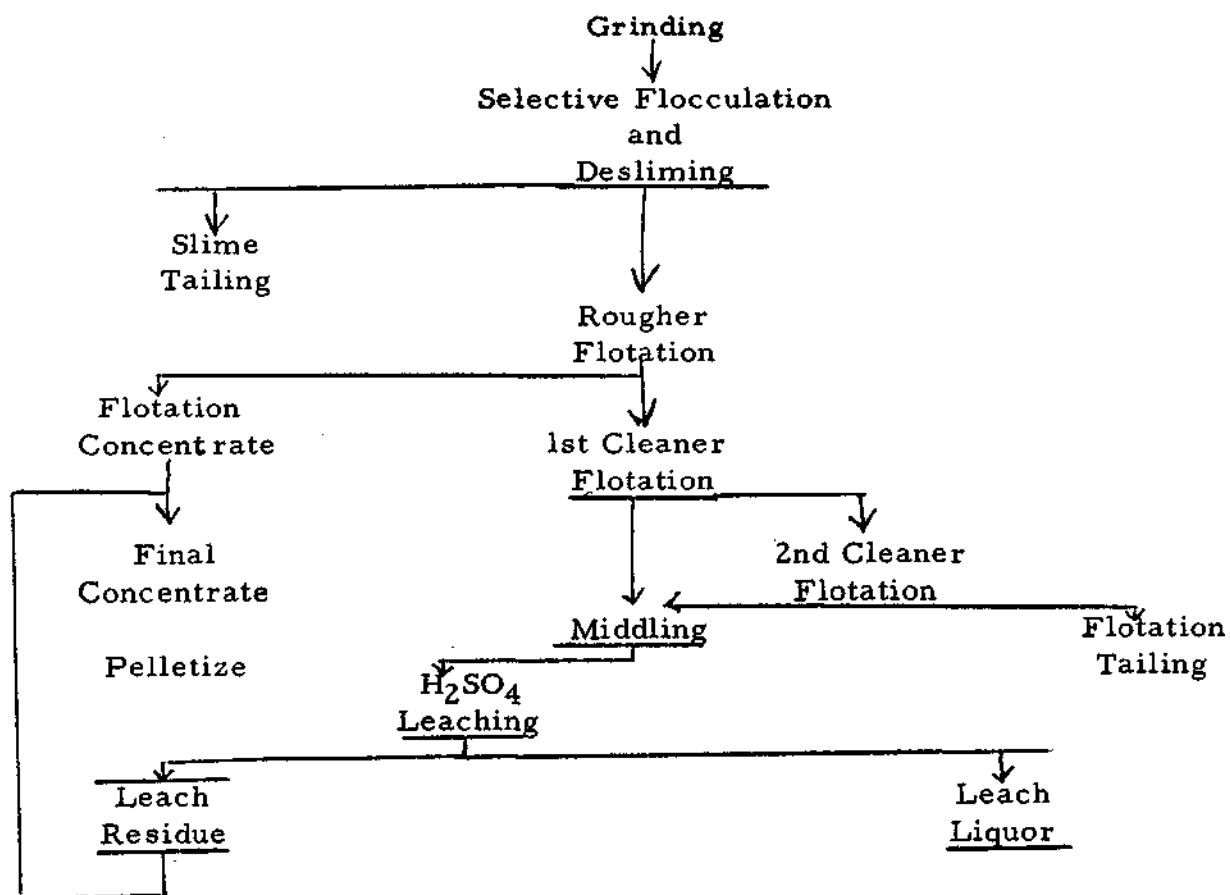 Grinding
Selective Flocculation
and
Desliming
Slime
Tailing
Rougher
Flotation
Flotation
Concentrate
1st Cleaner
Flotation
Final
Concentrate
2nd Cleaner
Flotation
Middling
Flotation
Tailing
Pelletize
H₂SO₄
Leaching
Leach
Residue
Leach
Liquor